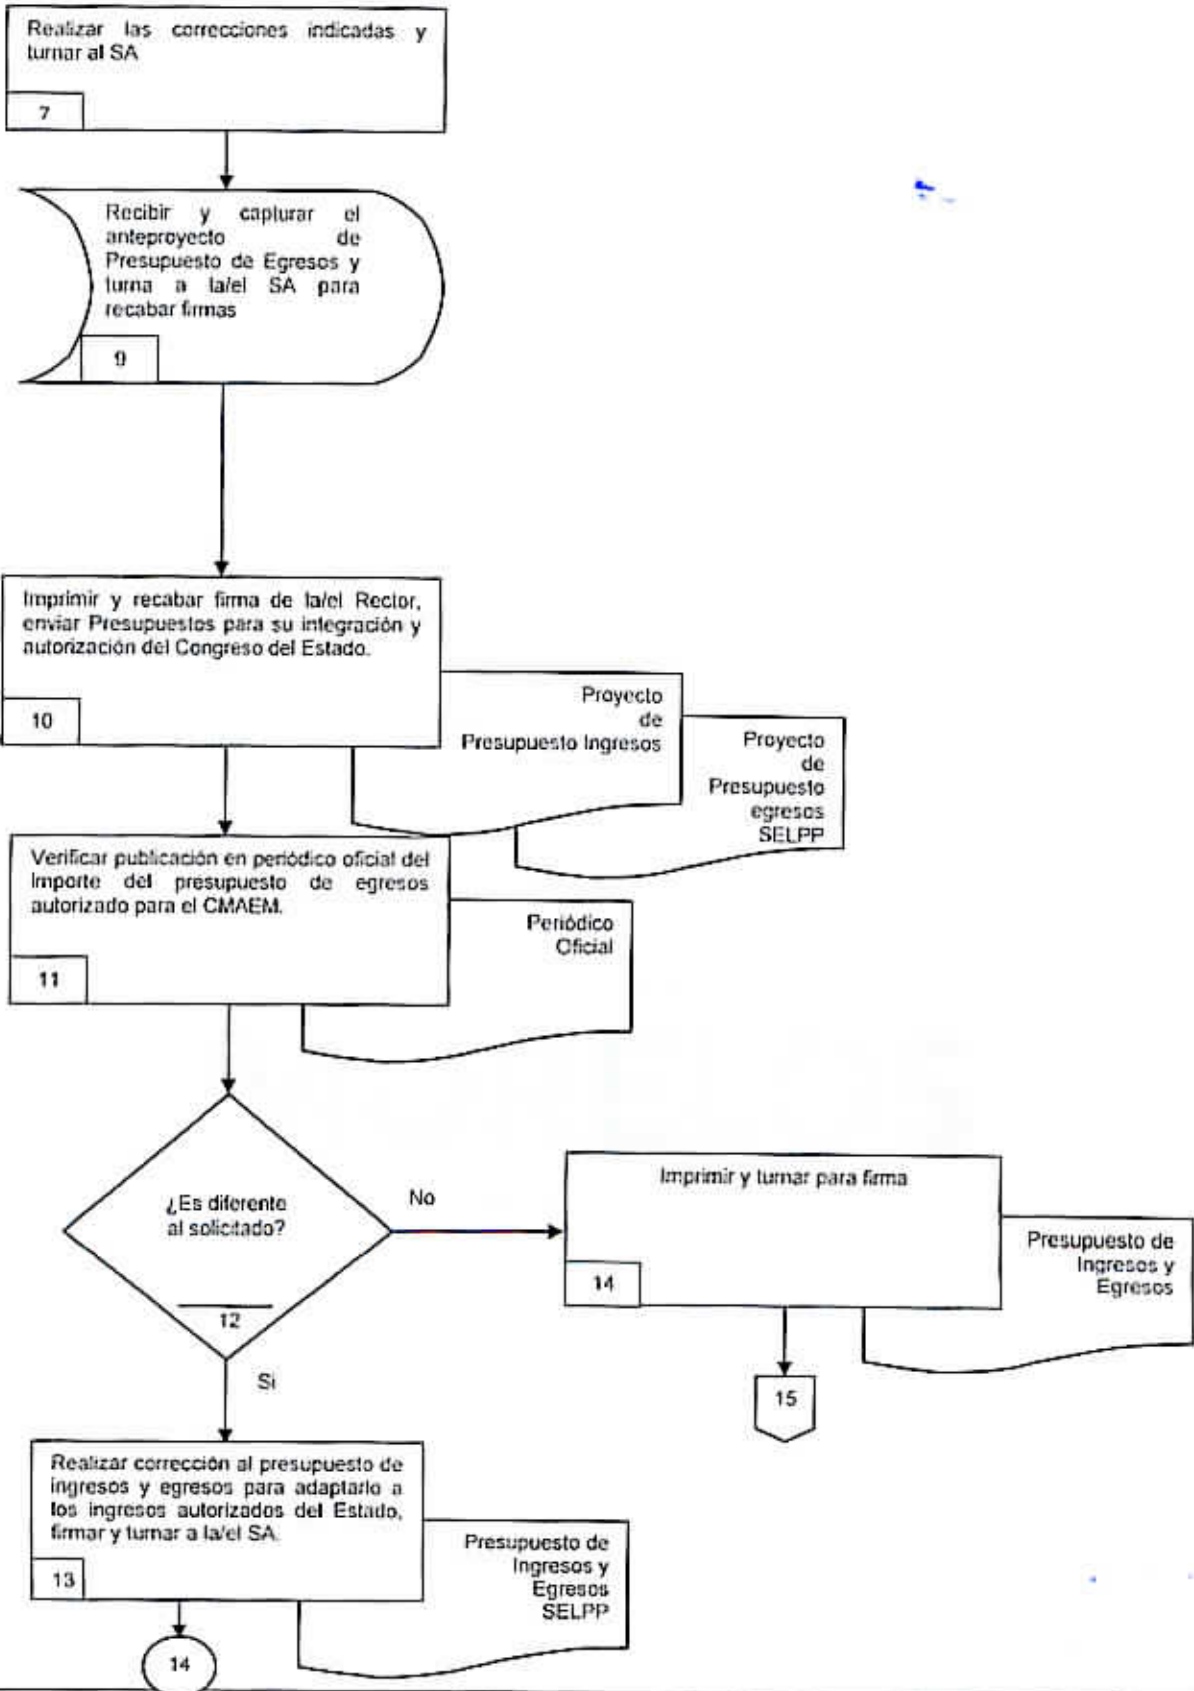 Realizar las correcciones indicadas y
turnar al SA
7
Recibir y capturar el
anteproyecto de
Presupuesto de Egresos y
turna a la/el SA para
recabar firmas
9
Imprimir y recabar firma de la/el Rector,
enviar Presupuestos para su integración y
autorización del Congreso del Estado.
10
Proyecto
de
Presupuesto Ingresos
Proyecto
de
Presupuesto
egresos
SELPP
Verificar publicación en periódico oficial del
importe del presupuesto de egresos
autorizado para el CMAEM.
11
Periódico
Oficial
¿Es diferente
al solicitado?
12
No
Imprimir y turnar para firma
14
Presupuesto de
Ingresos y
Egresos
15
Si
Realizar corrección al presupuesto de
ingresos y egresos para adaptarlo a
los ingresos autorizados del Estado,
firmar y turnar a la/el SA.
13
Presupuesto de
Ingresos y
Egresos
SELPP
14